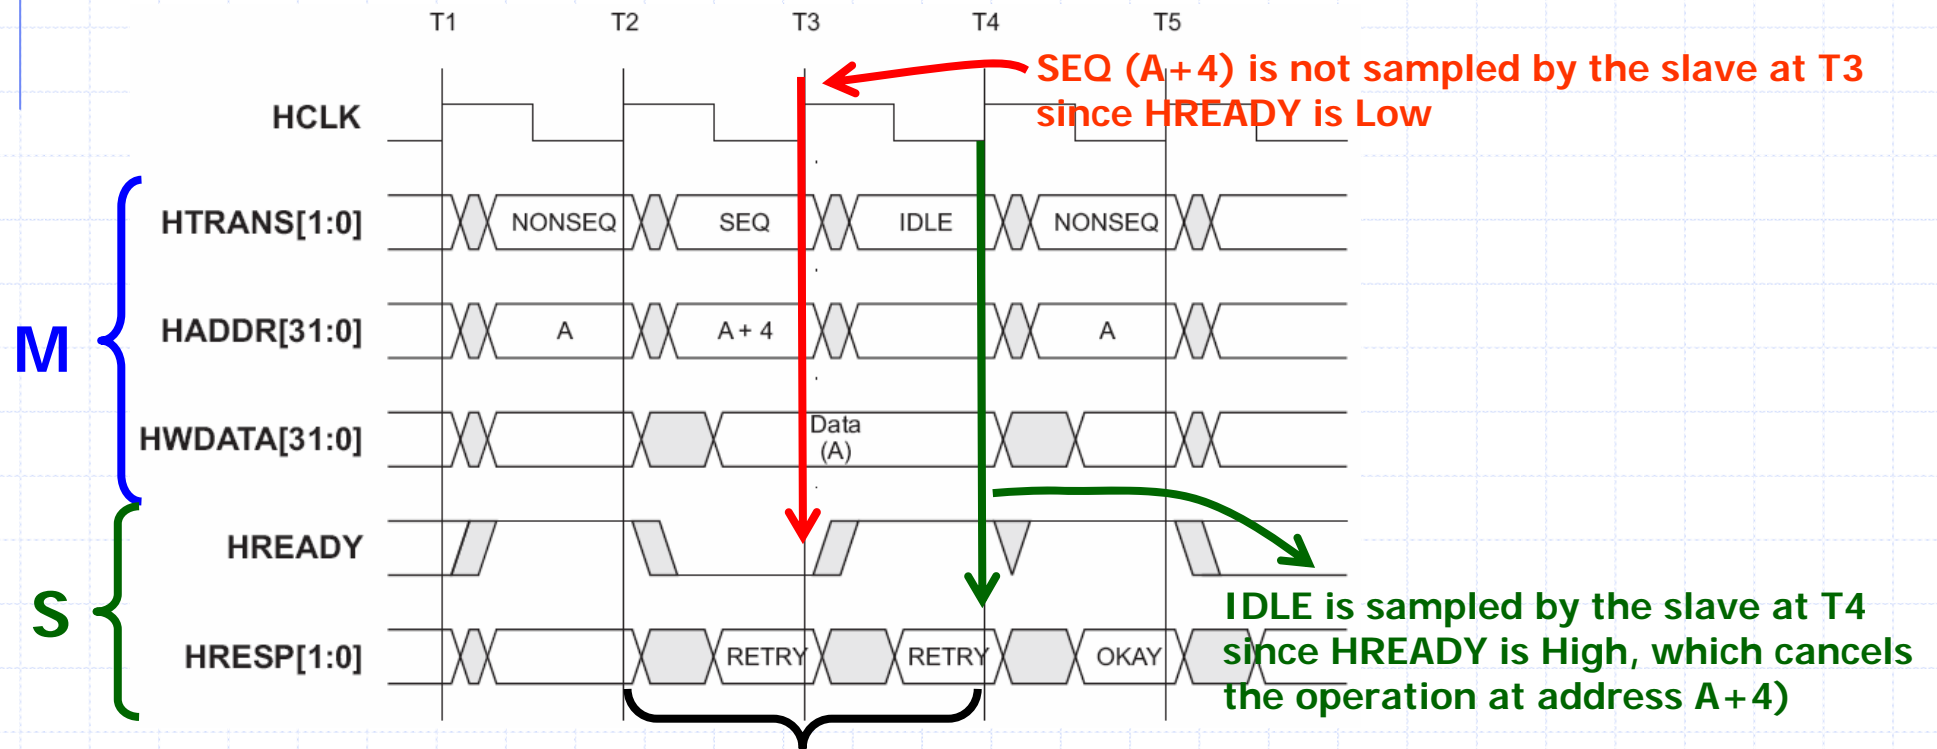 T1 T2 T3 T4 T5
SEQ (A+4) is not sampled by the slave at T3
since HREADY is Low
HCLK
HTRANS[1:0] NONSEQ SEQ IDLE NONSEQ
M
HADDR[31:0] A A + 4 A
HWDATA[31:0] Data
(A)
HREADY
S
HRESP[1:0] RETRY RETRY OKAY
IDLE is sampled by the slave at T4
since HREADY is High, which cancels
the operation at address A+4)